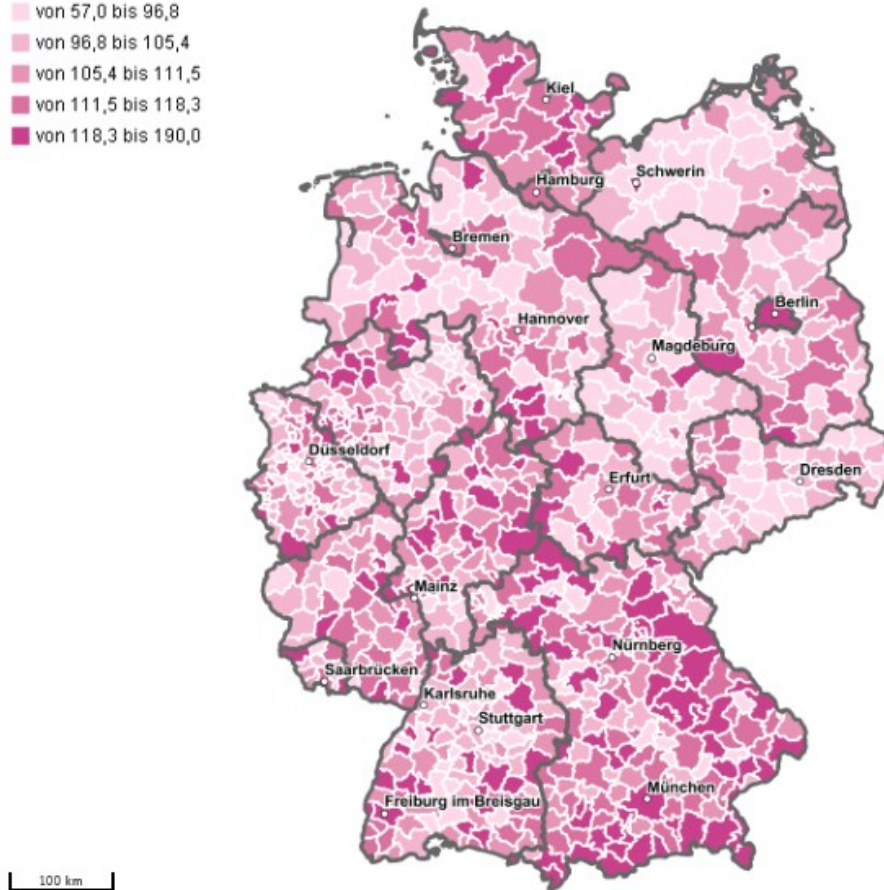 von 57,0 bis 96,8
von 96,8 bis 105,4
von 105,4 bis 111,5
von 111,5 bis 118,3
von 118,3 bis 190,0
Kiel
Schwerin
Hamburg
Bremen
Berlin
Hannover
Magdeburg
Düsseldorf
Dresden
Erfurt
Mainz
Nürnberg
Saarbrücken
Karlsruhe
Stuttgart
München
Freiburg im Breisgau
100 km